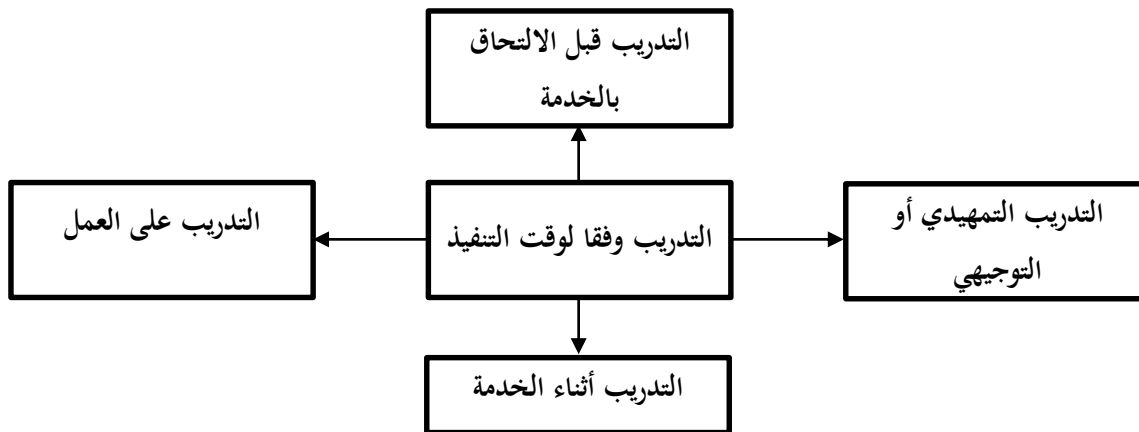 التدريب قبل الالتحاق
بالخدمة
التدريب التمهيدي أو
التوجيهي
التدريب وفقا لوقت التنفيذ
التدريب على العمل
التدريب أثناء الخدمة